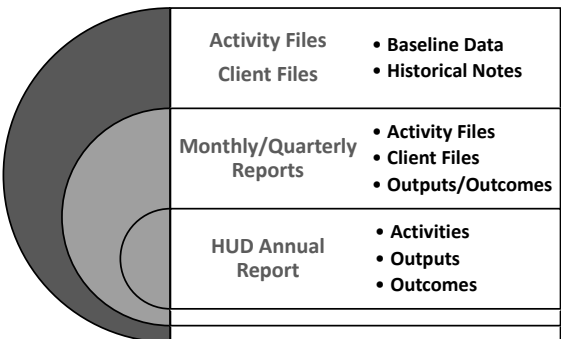 Activity Files
Client Files
• Baseline Data
• Historical Notes
Monthly/Quarterly
Reports
• Activity Files
• Client Files
• Outputs/Outcomes
HUD Annual
Report
• Activities
• Outputs
• Outcomes